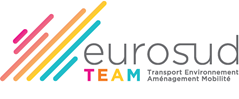 eurosud
TEAM Transport Environnement
Aménagement Mobilité